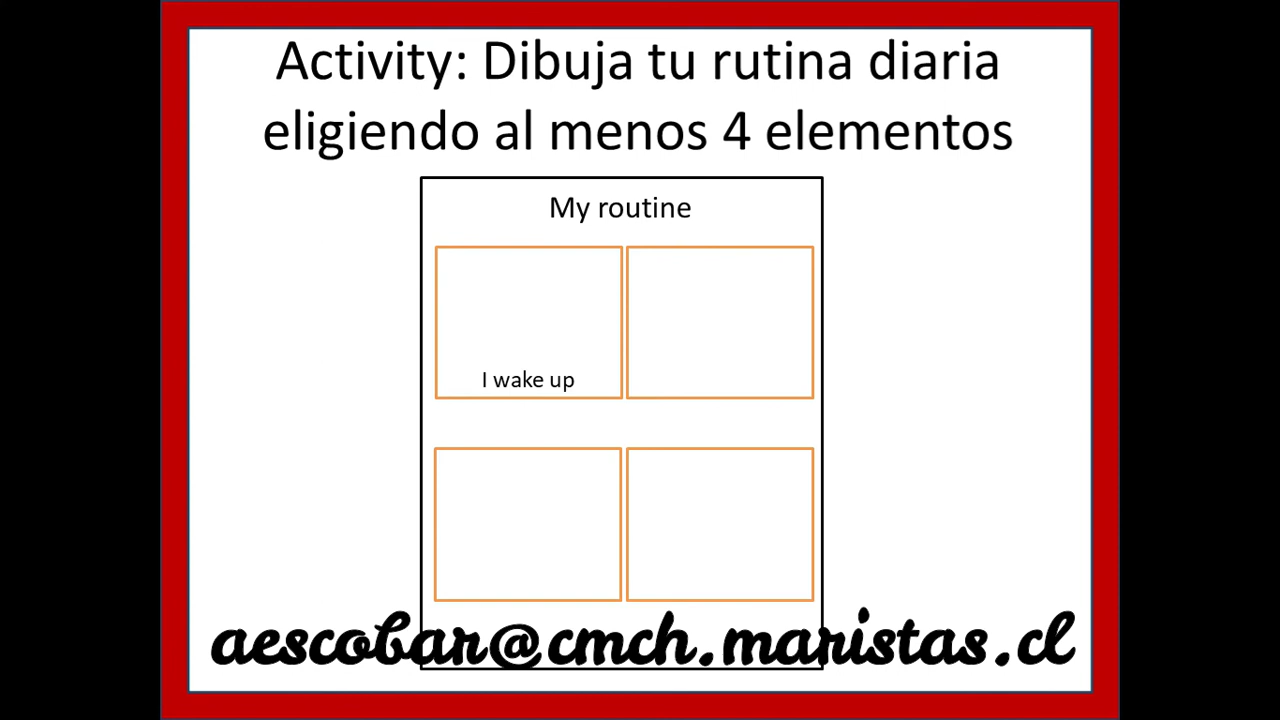 Activity: Dibuja tu rutina diaria
eligiendo al menos 4 elementos
My routine
I wake up
aescobar@cmch.maristas.cl